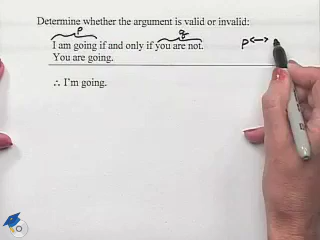 Determine whether the argument is valid or invalid:
p q
I am going if and only if you are not. p ↔
You are going.
∴ I'm going.